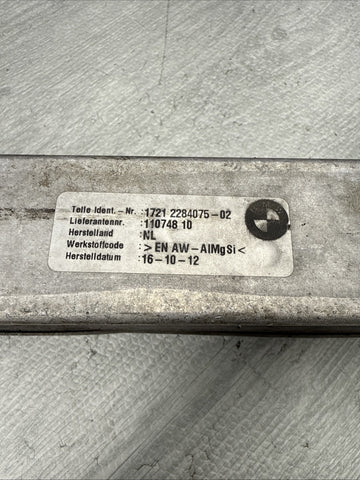 Teile Ident.-Nr. :1721 2284075-02
Lieferantennr. :110748 10
Herstelland :NL
Werkstoffcode :>EN AW-AlMgSi<
Herstelldatum :16-10-12